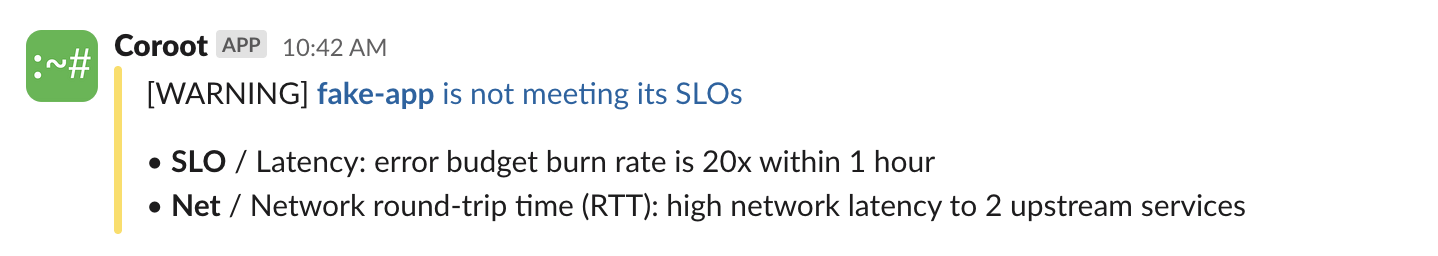 :~#
Coroot APP 10:42 AM
[WARNING] fake-app is not meeting its SLOs
• SLO / Latency: error budget burn rate is 20x within 1 hour
• Net / Network round-trip time (RTT): high network latency to 2 upstream services